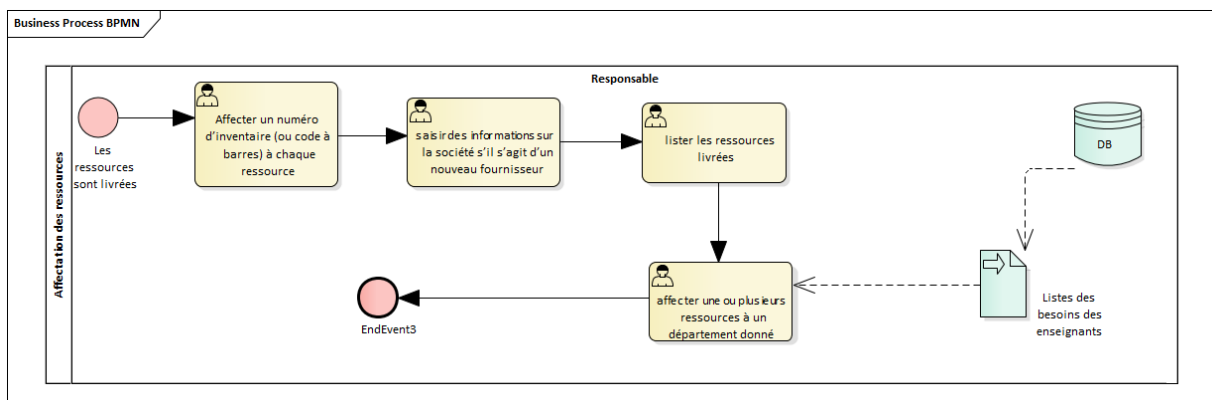 Business Process BPMN
Responsable
Affectation des ressources
Les
ressources
sont livrées
Affecter un numéro
d'inventaire (ou code à
barres) à chaque
ressource
saisir des informations sur
la société s'il s'agit d'un
nouveau fournisseur
lister les ressources
livrées
DB
affecter une ou plusieurs
ressources à un
département donné
EndEvent3
Listes des
besoins des
enseignants